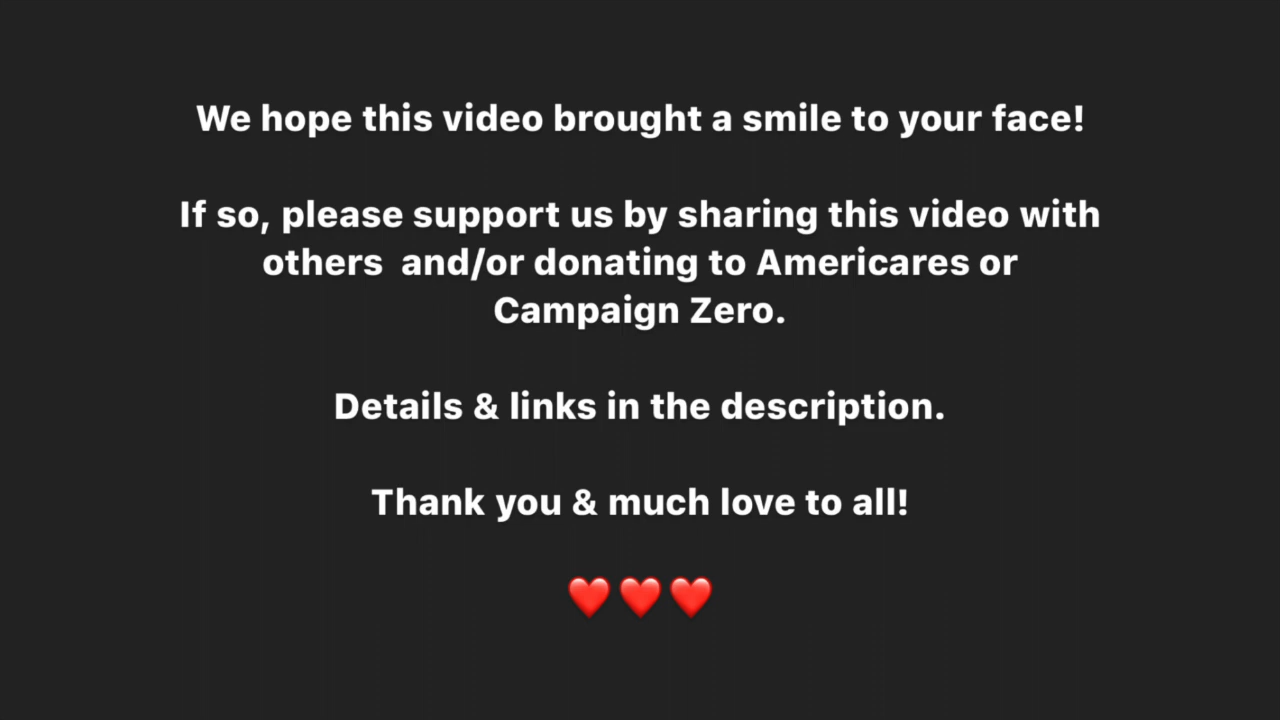 We hope this video brought a smile to your face!
If so, please support us by sharing this video with
others  and/or donating to Americares or
Campaign Zero.
Details & links in the description.
Thank you & much love to all!
❤️❤️❤️